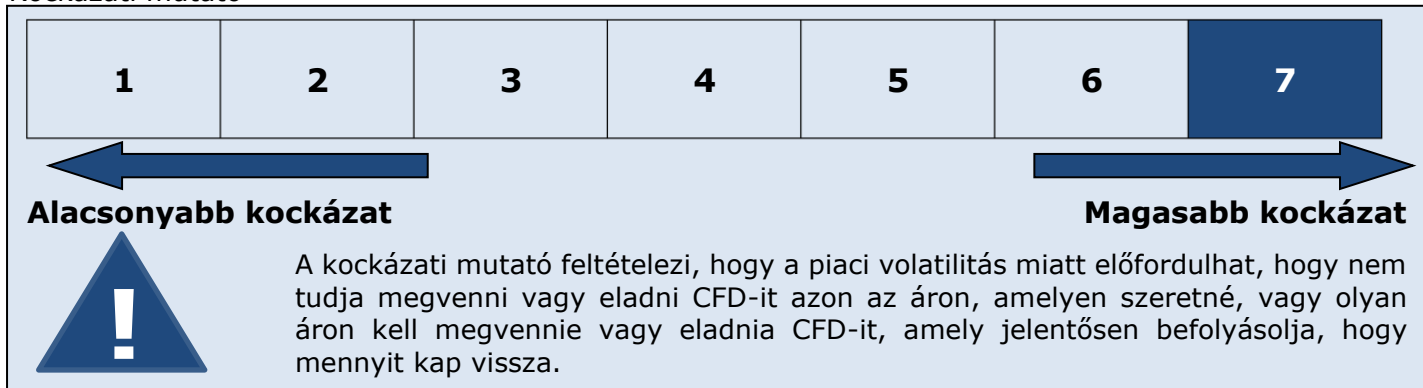 Kockázati mutató
1 2 3 4 5 6 7
Alacsonyabb kockázat Magasabb kockázat
!
A kockázati mutató feltételezi, hogy a piaci volatilitás miatt előfordulhat, hogy nem
tudja megvenni vagy eladni CFD-it azon az áron, amelyen szeretné, vagy olyan
áron kell megvennie vagy eladnia CFD-it, amely jelentősen befolyásolja, hogy
mennyit kap vissza.